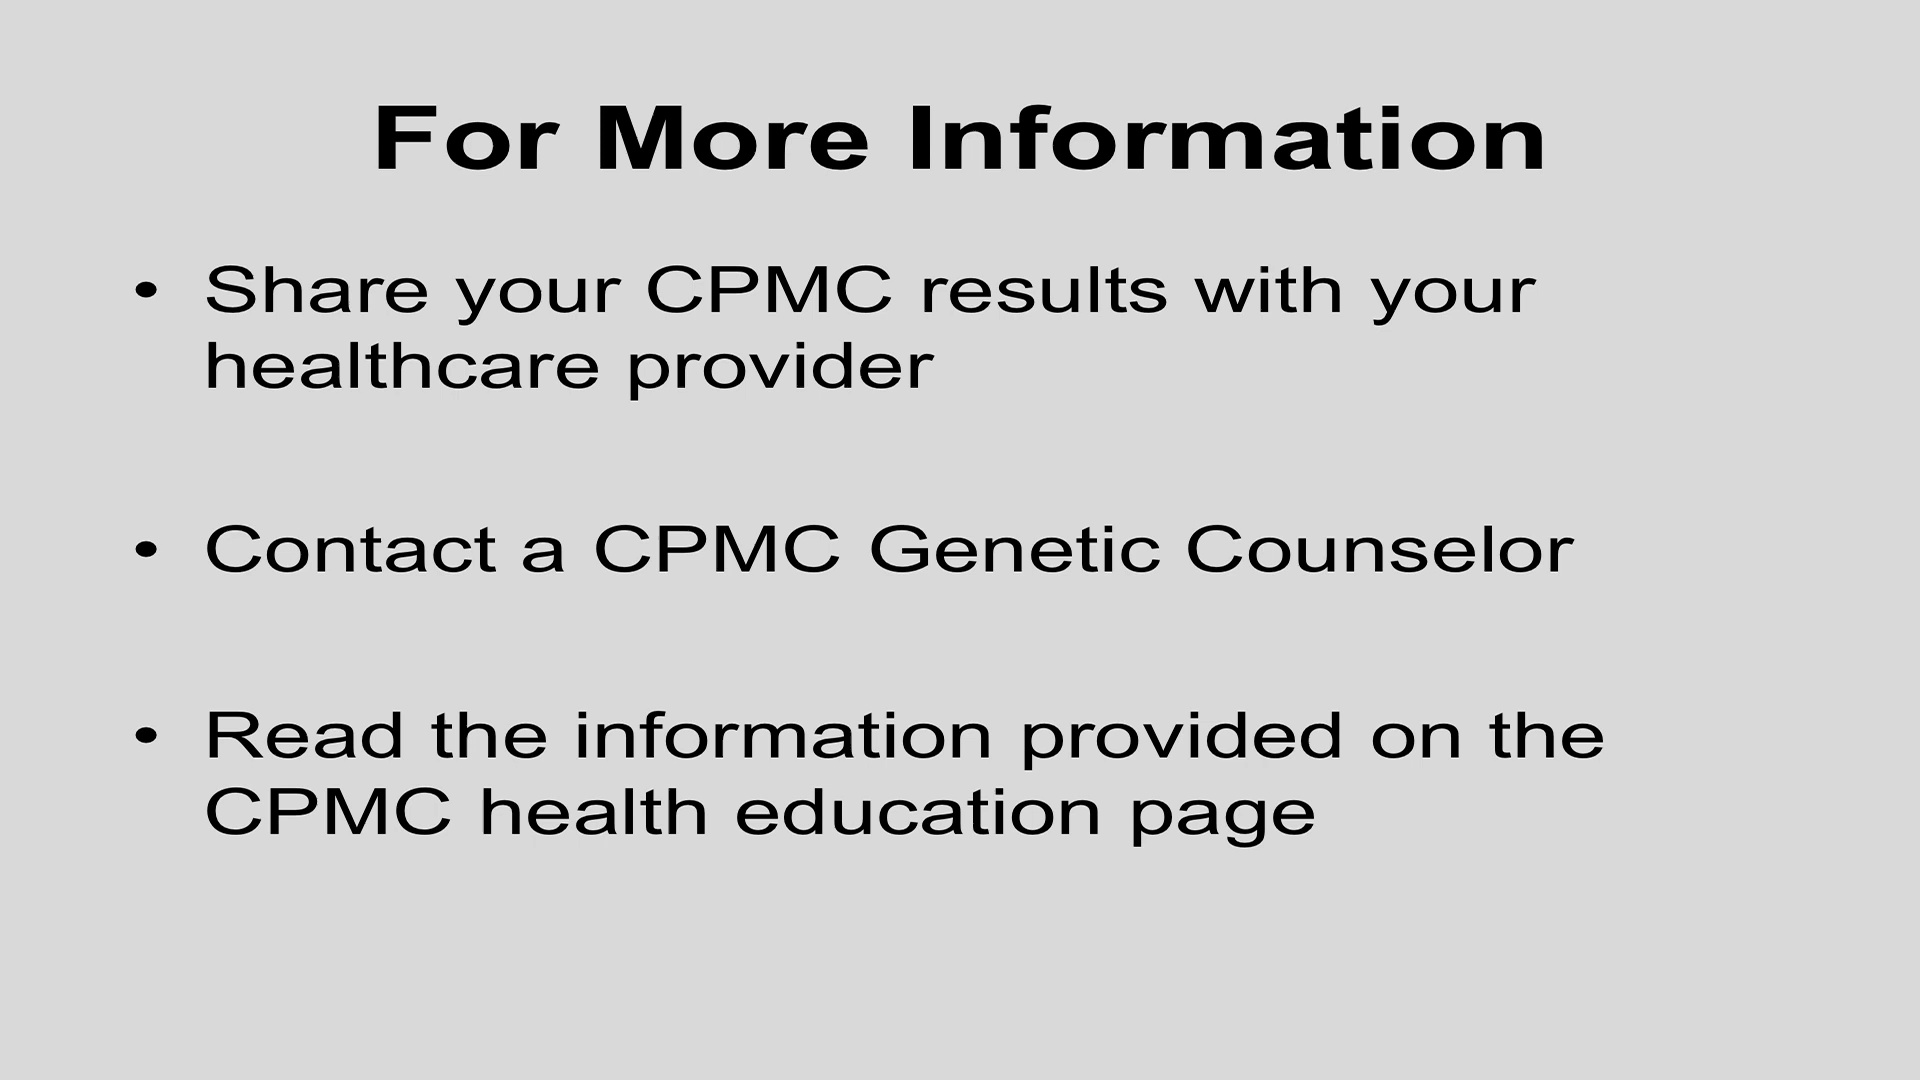 For More Information
• Share your CPMC results with your
healthcare provider
• Contact a CPMC Genetic Counselor
• Read the information provided on the
CPMC health education page